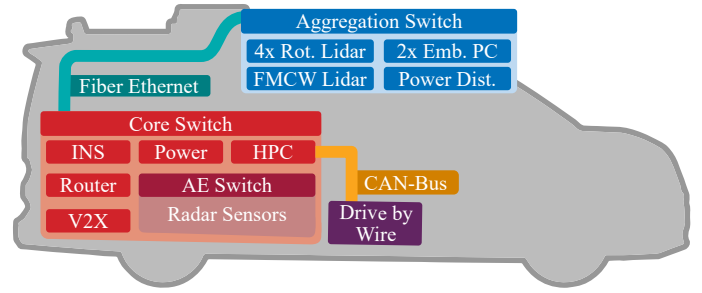 Aggregation Switch
4x Rot. Lidar
2x Emb. PC
FMCW Lidar
Power Dist.
Fiber Ethernet
Core Switch
INS
Power
HPC
Router
AE Switch
V2X
Radar Sensors
CAN-Bus
Drive by
Wire